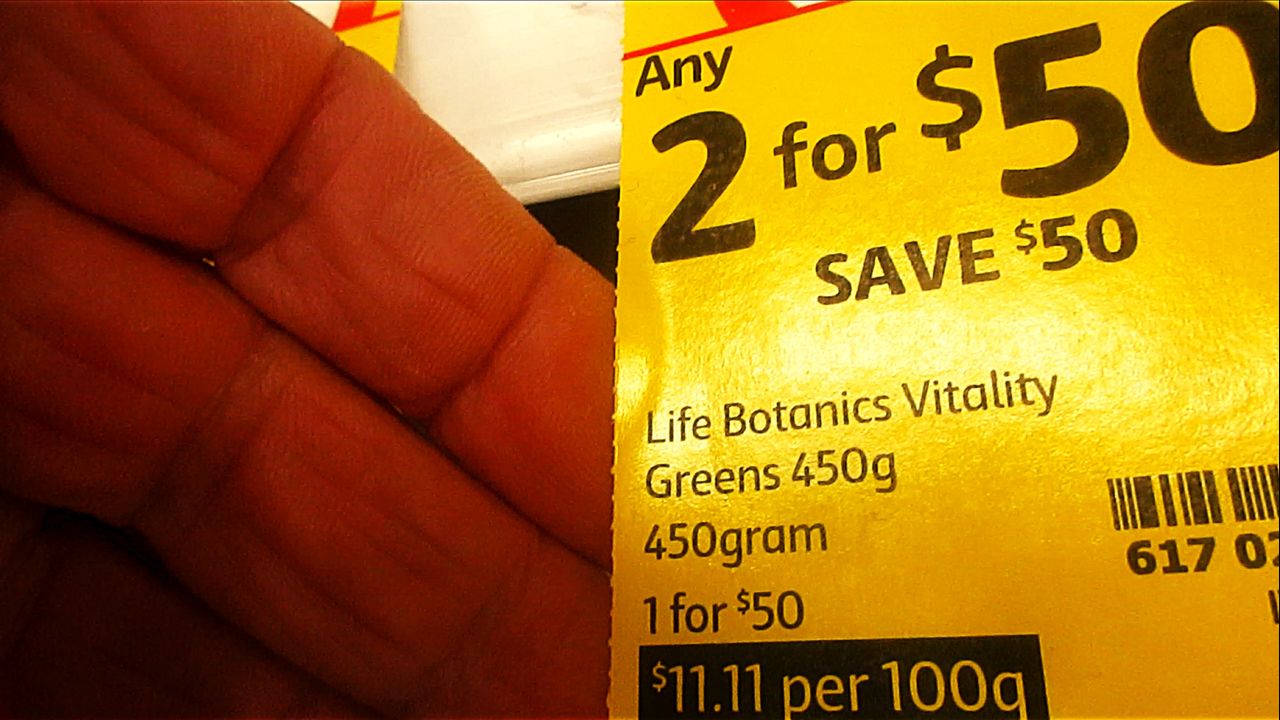 Any
2 for $50
SAVE $50
Life Botanics Vitality
Greens 450g
450gram
617
1 for $50
$11.11 per 100g